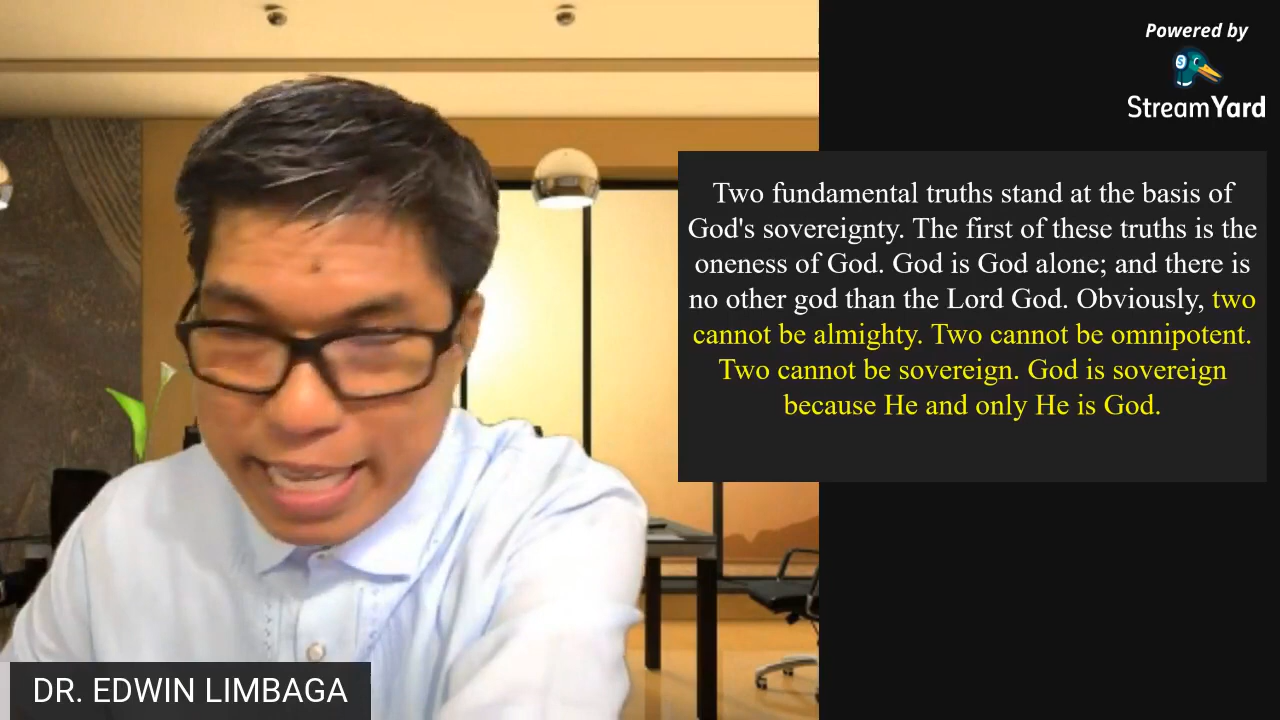 Powered by
StreamYard
Two fundamental truths stand at the basis of
God's sovereignty. The first of these truths is the
oneness of God. God is God alone; and there is
no other god than the Lord God. Obviously, two
cannot be almighty. Two cannot be omnipotent.
Two cannot be sovereign. God is sovereign
because He and only He is God.
DR. EDWIN LIMBAGA